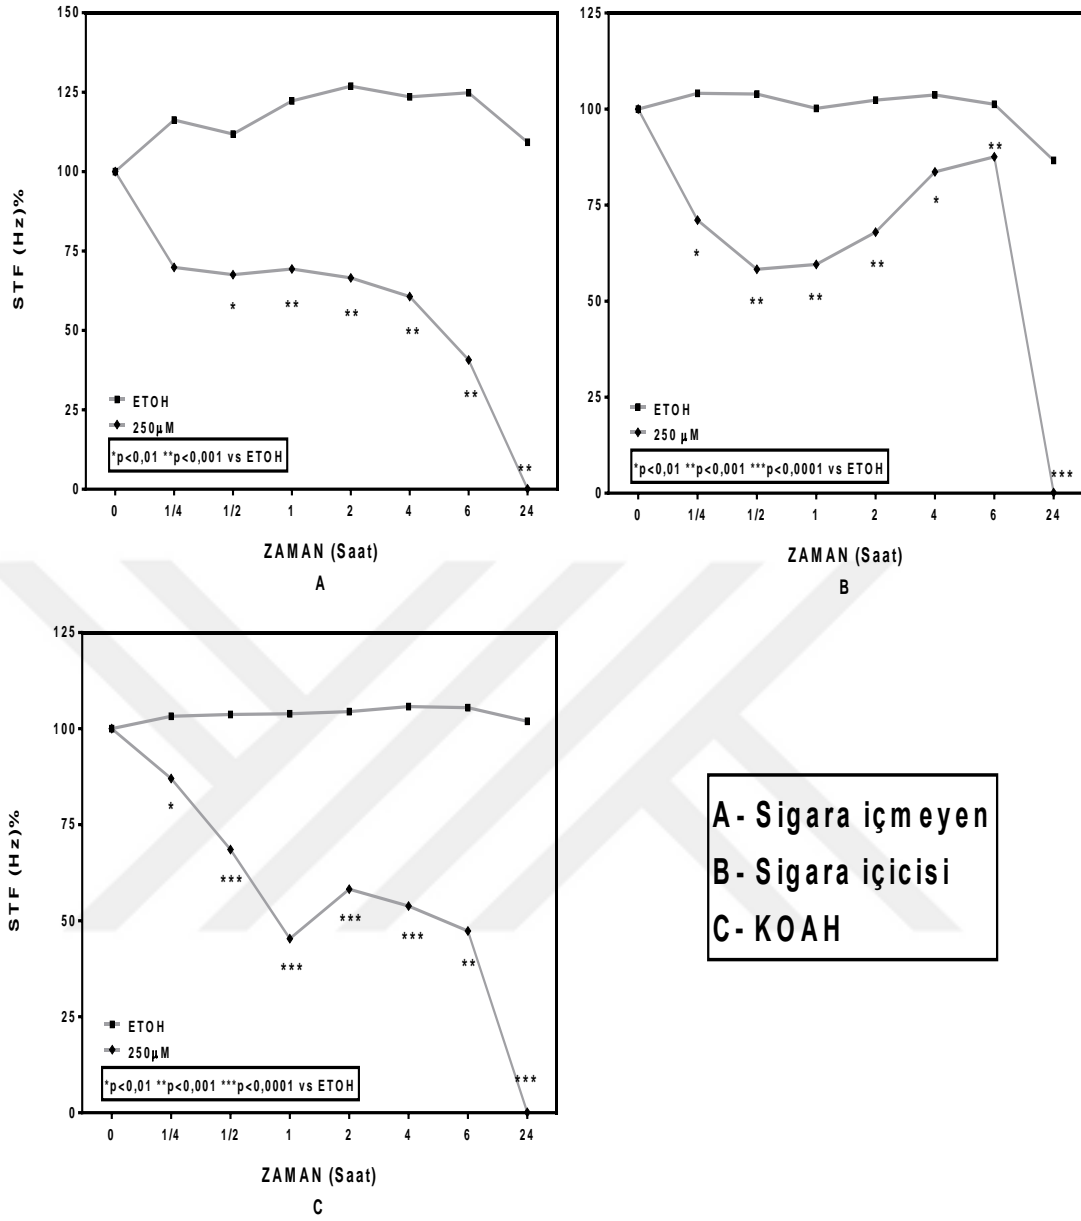 150
125
100
75
50
25
0
STF (Hz)%
* ** ** ** ** **
ETOH
250µM
*p<0,01 **p<0,001 vs ETOH
0 1/4 1/2 1 2 4 6 24
ZAMAN (Saat)
A
125
100
75
50
25
0
* ** ** ** * ** ***
ETOH
250 µM
*p<0,01 **p<0,001 ***p<0,0001 vs ETOH
0 1/4 1/2 1 2 4 6 24
ZAMAN (Saat)
B
125
100
75
50
25
0
STF (Hz)%
* *** *** *** *** ** ***
ETOH
250µM
*p<0,01 **p<0,001 ***p<0,0001 vs ETOH
0 1/4 1/2 1 2 4 6 24
ZAMAN (Saat)
C
A- Sigara içmeyen
B- Sigara içicisi
C- KOAH